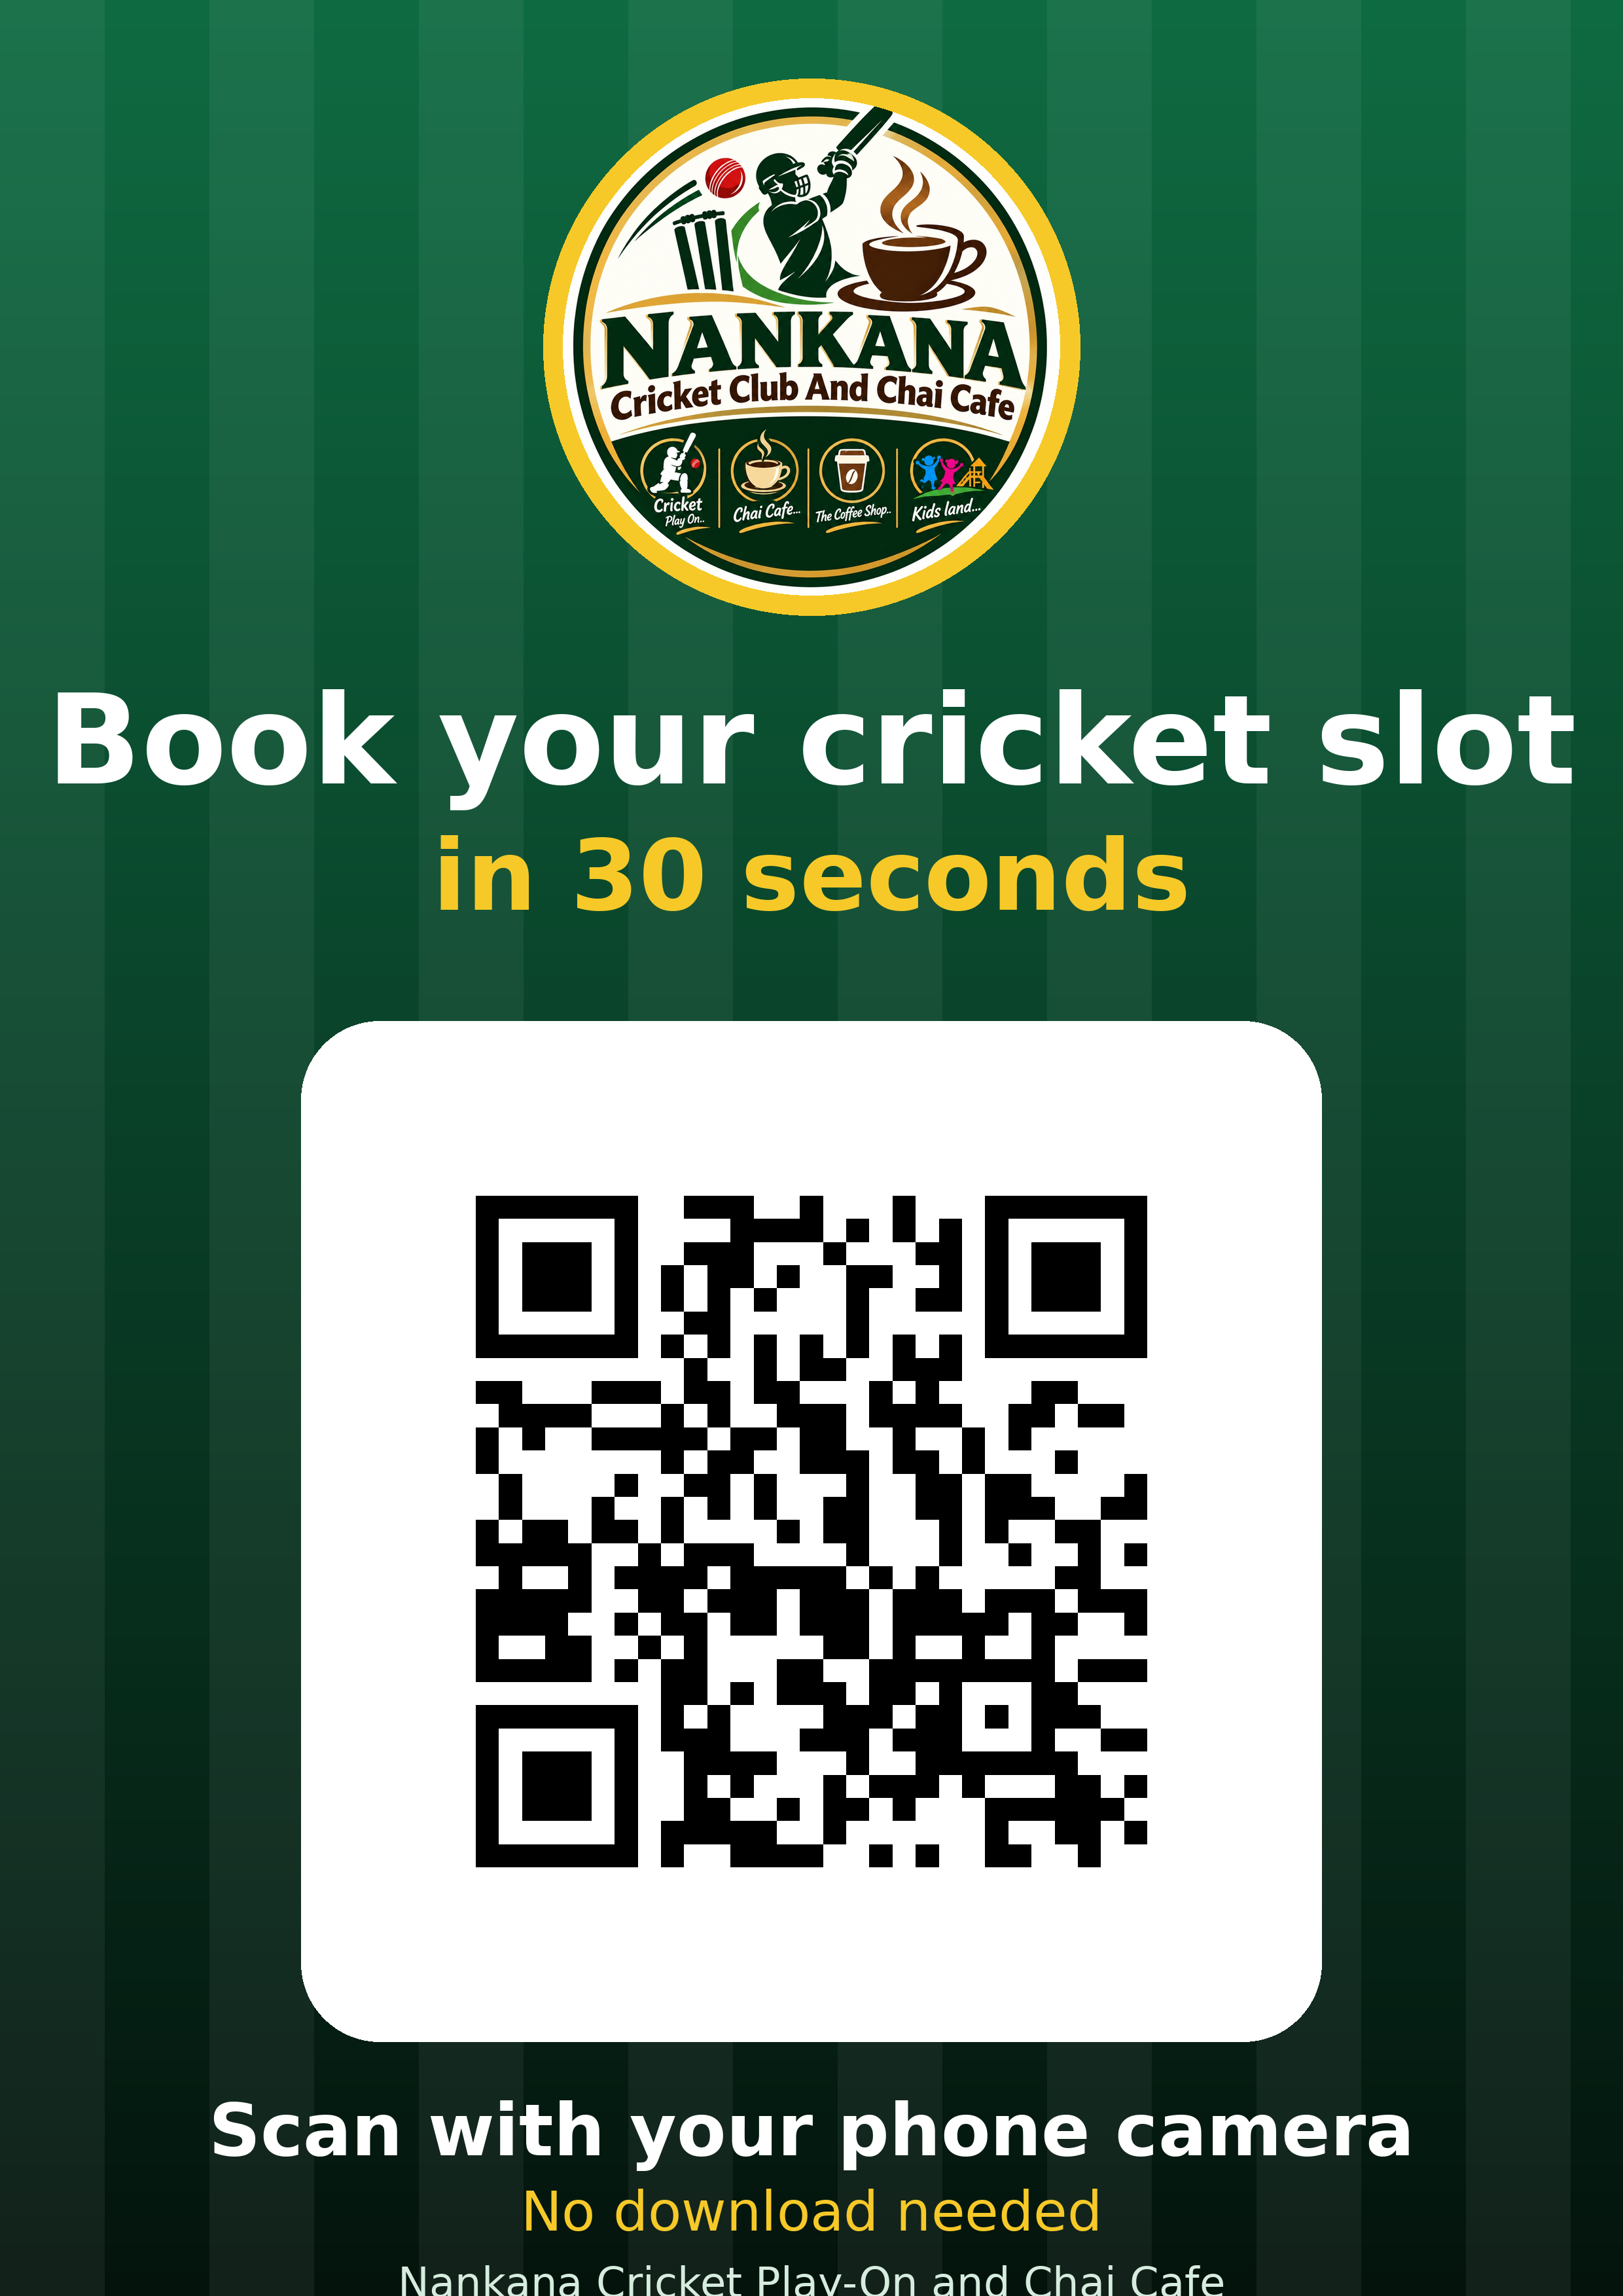 NANKANA
Cricket Club And Chai Cafe
Cricket
Play On..
Chai Cafe...
The Coffee Shop..
Kids land...
Book your cricket slot
in 30 seconds
Scan with your phone camera
No download needed
Nankana Cricket Play-On and Chai Cafe